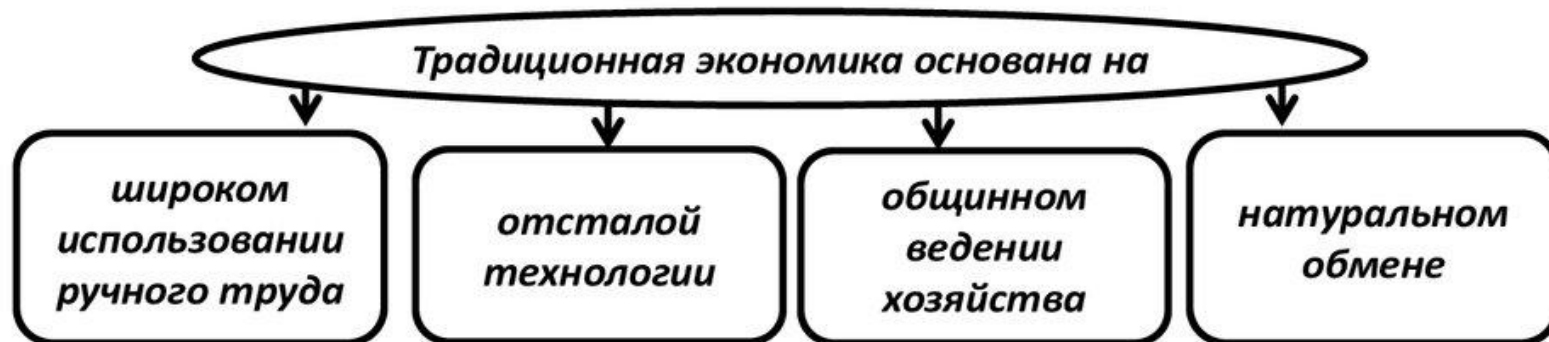 Традиционная экономика основана на
широком
использовании
ручного труда
отсталой
технологии
общинном
ведении
хозяйства
натуральном
обмене